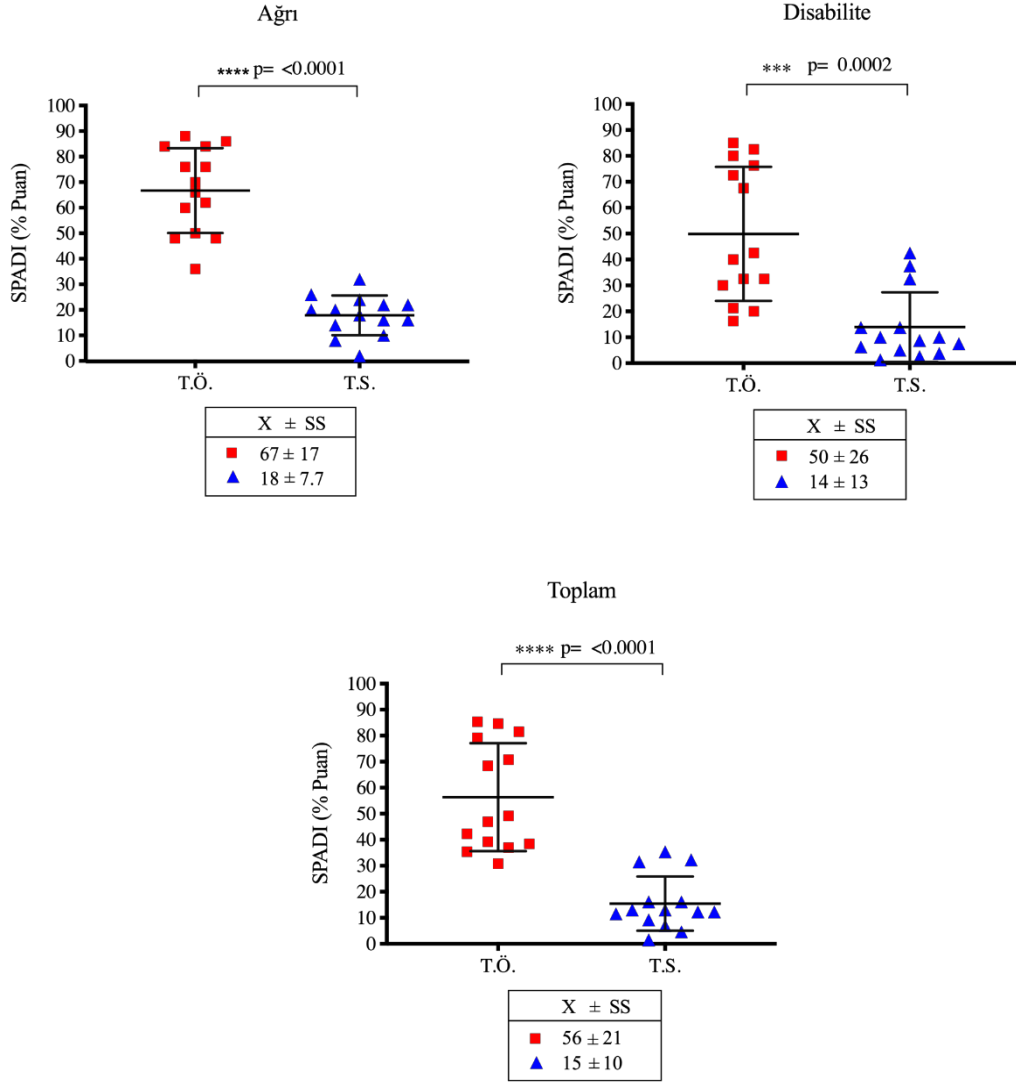 Ağrı
**** p= <0.0001
100
90
80
70
60
50
40
30
20
10
0
SPADI (% Puan)
T.Ö.
T.S.
X ± SS
67 ± 17
18 ± 7.7
Disabilite
*** p= 0.0002
100
90
80
70
60
50
40
30
20
10
0
SPADI (% Puan)
T.Ö.
T.S.
X ± SS
50 ± 26
14 ± 13
Toplam
**** p= <0.0001
100
90
80
70
60
50
40
30
20
10
0
SPADI (% Puan)
T.Ö.
T.S.
X ± SS
56 ± 21
15 ± 10